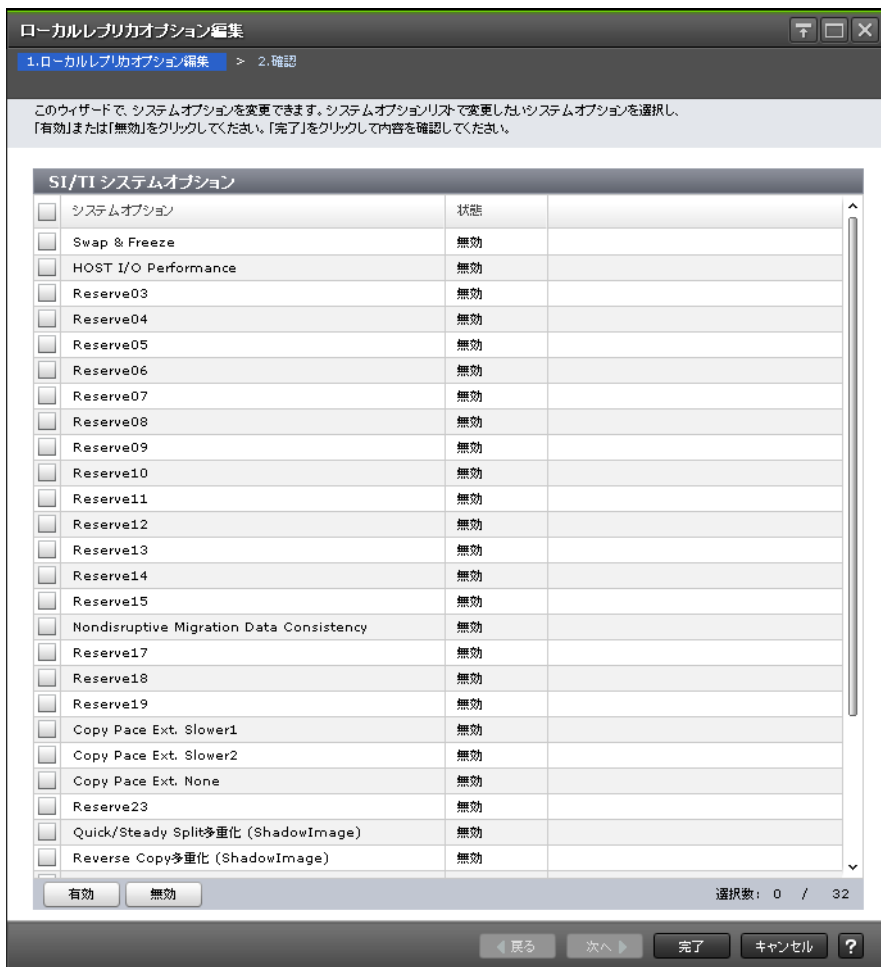 ローカルレプリカオプション編集
1.ローカルレプリカオプション編集 > 2.確認
このウィザードで、システムオプションを変更できます。システムオプションリストで変更したいシステムオプションを選択し、
「有効」または「無効」をクリックしてください。「完了」をクリックして内容を確認してください。
SI/TI システムオプション
システムオプション 状態
Swap & Freeze 無効
HOST I/O Performance 無効
Reserve03 無効
Reserve04 無効
Reserve05 無効
Reserve06 無効
Reserve07 無効
Reserve08 無効
Reserve09 無効
Reserve10 無効
Reserve11 無効
Reserve12 無効
Reserve13 無効
Reserve14 無効
Reserve15 無効
Nondisruptive Migration Data Consistency 無効
Reserve17 無効
Reserve18 無効
Reserve19 無効
Copy Pace Ext. Slower1 無効
Copy Pace Ext. Slower2 無効
Copy Pace Ext. None 無効
Reserve23 無効
Quick/Steady Split多重化 (ShadowImage) 無効
Reverse Copy多重化 (ShadowImage) 無効
有効 無効 選択数: 0 / 32
戻る 次へ 完了 キャンセル ?